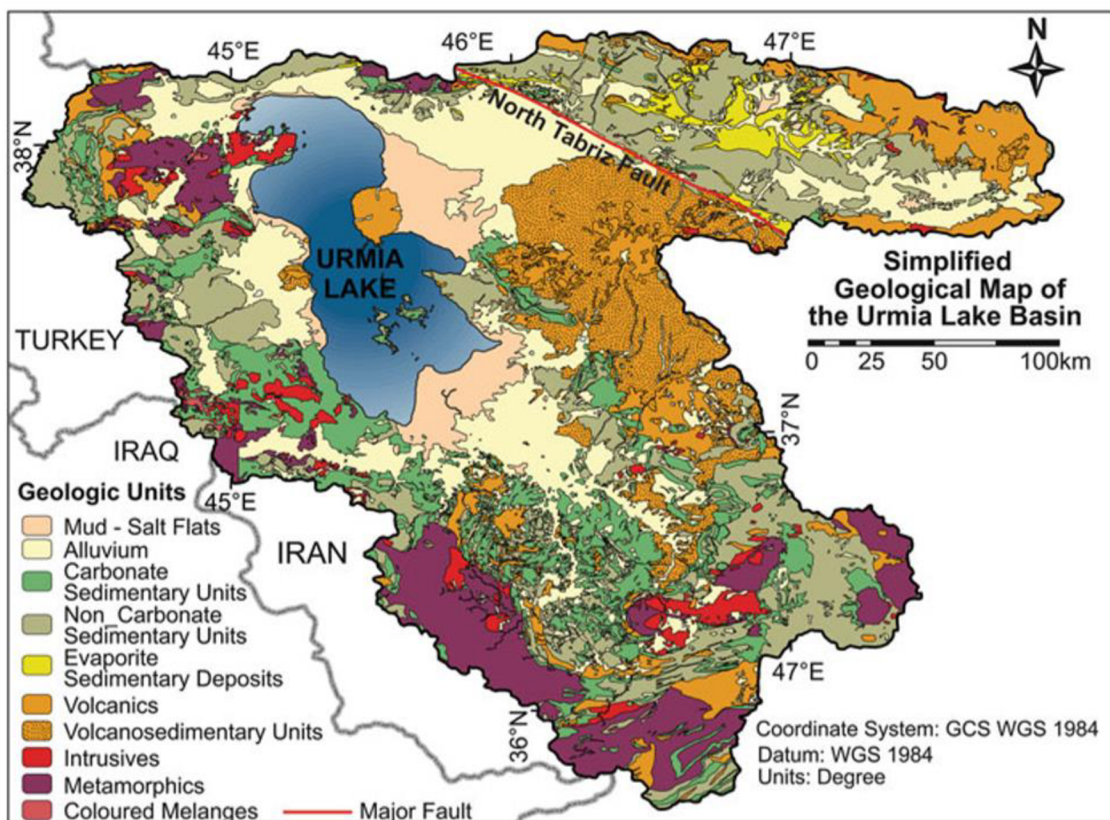 45°E
46°E
47°E
N
38°N
North Tabriz Fault
URMIA
LAKE
Simplified
Geological Map of
the Urmia Lake Basin
0 25 50 100km
TURKEY
37°N
IRAQ
45°E
IRAN
Geologic Units
Mud - Salt Flats
Alluvium
Carbonate
Sedimentary Units
Non_Carbonate
Sedimentary Units
Evaporite
Sedimentary Deposits
Volcanics
Volcanosedimentary Units
Intrusives
Metamorphics
Coloured Melanges
Major Fault
47°E
36°N
Coordinate System: GCS WGS 1984
Datum: WGS 1984
Units: Degree